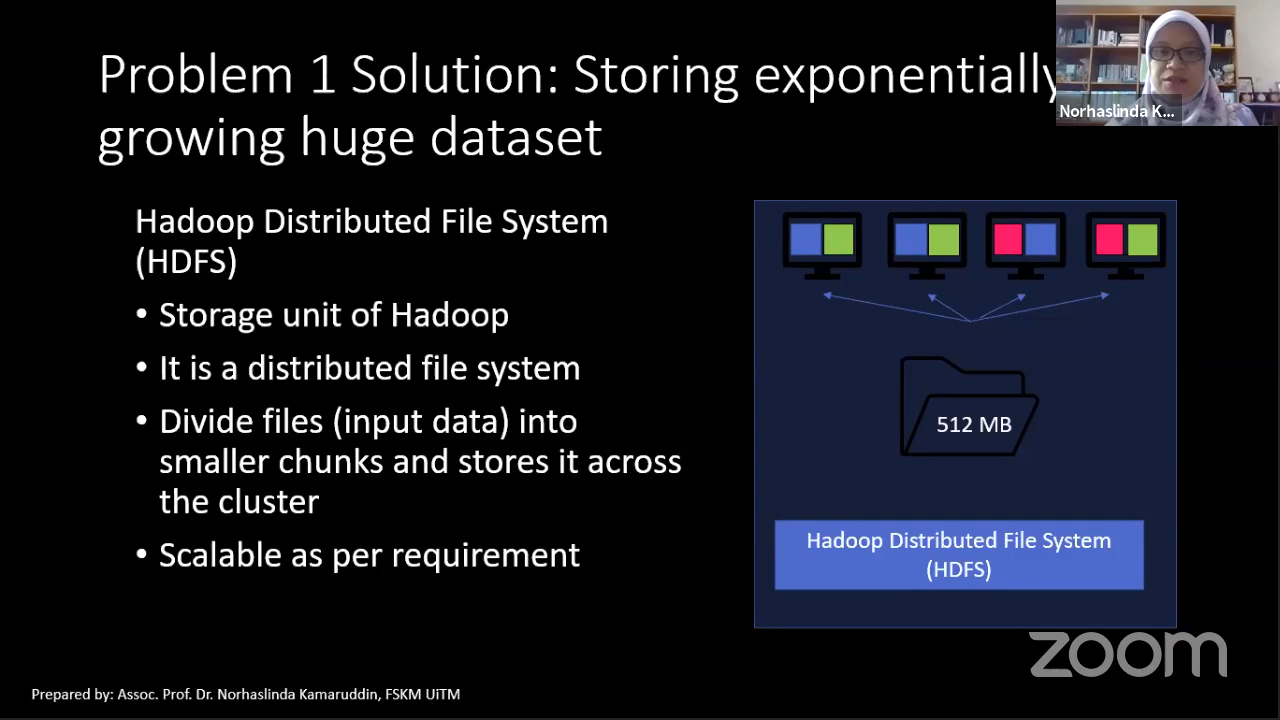 Problem 1 Solution: Storing exponentially
growing huge dataset
Norhaslinda K...
Hadoop Distributed File System
(HDFS)
• Storage unit of Hadoop
• It is a distributed file system
• Divide files (input data) into
smaller chunks and stores it across
the cluster
• Scalable as per requirement
512 MB
Hadoop Distributed File System
(HDFS)
zoom
Prepared by: Assoc. Prof. Dr. Norhaslinda Kamaruddin, FSKM UiTM